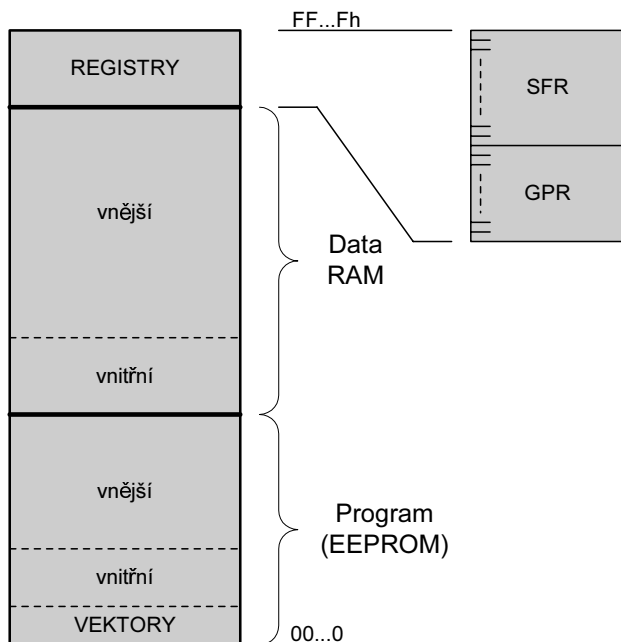 FF...Fh
REGISTRY
SFR
GPR
vnější
Data
RAM
vnitřní
vnější
Program
(EEPROM)
vnitřní
VEKTORY
00...0